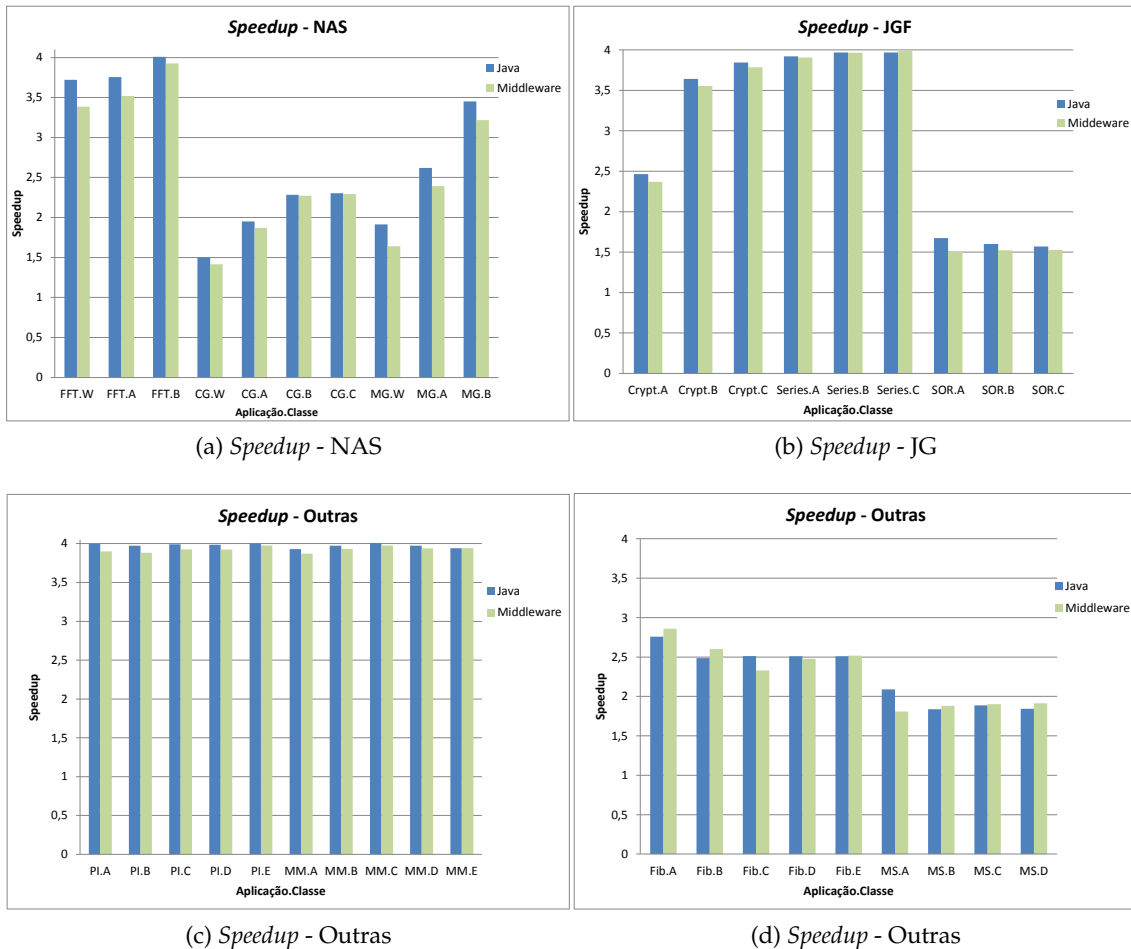 Speedup - NAS
4
3,5
3
2,5
2
1,5
1
0,5
0
Speedup
Java
Middleware
FFT.W FFT.A FFT.B CG.W CG.A CG.B CG.C MG.W MG.A MG.B
Aplicação.Classe
(a) Speedup - NAS
Speedup - JGF
4
3,5
3
2,5
2
1,5
1
0,5
0
Speedup
Java
Middeware
Crypt.A Crypt.B Crypt.C Series.A Series.B Series.C SOR.A SOR.B SOR.C
Aplicação.Classe
(b) Speedup - JG
Speedup - Outras
4
3,5
3
2,5
2
1,5
1
0,5
0
Speedup
Java
Middleware
PI.A PI.B PI.C PI.D PI.E MM.A MM.B MM.C MM.D MM.E
Aplicação.Classe
(c) Speedup - Outras
Speedup - Outras
4
3,5
3
2,5
2
1,5
1
0,5
0
Speedup
Java
Middleware
Fib.A Fib.B Fib.C Fib.D Fib.E MS.A MS.B MS.C MS.D
Aplicação.Classe
(d) Speedup - Outras